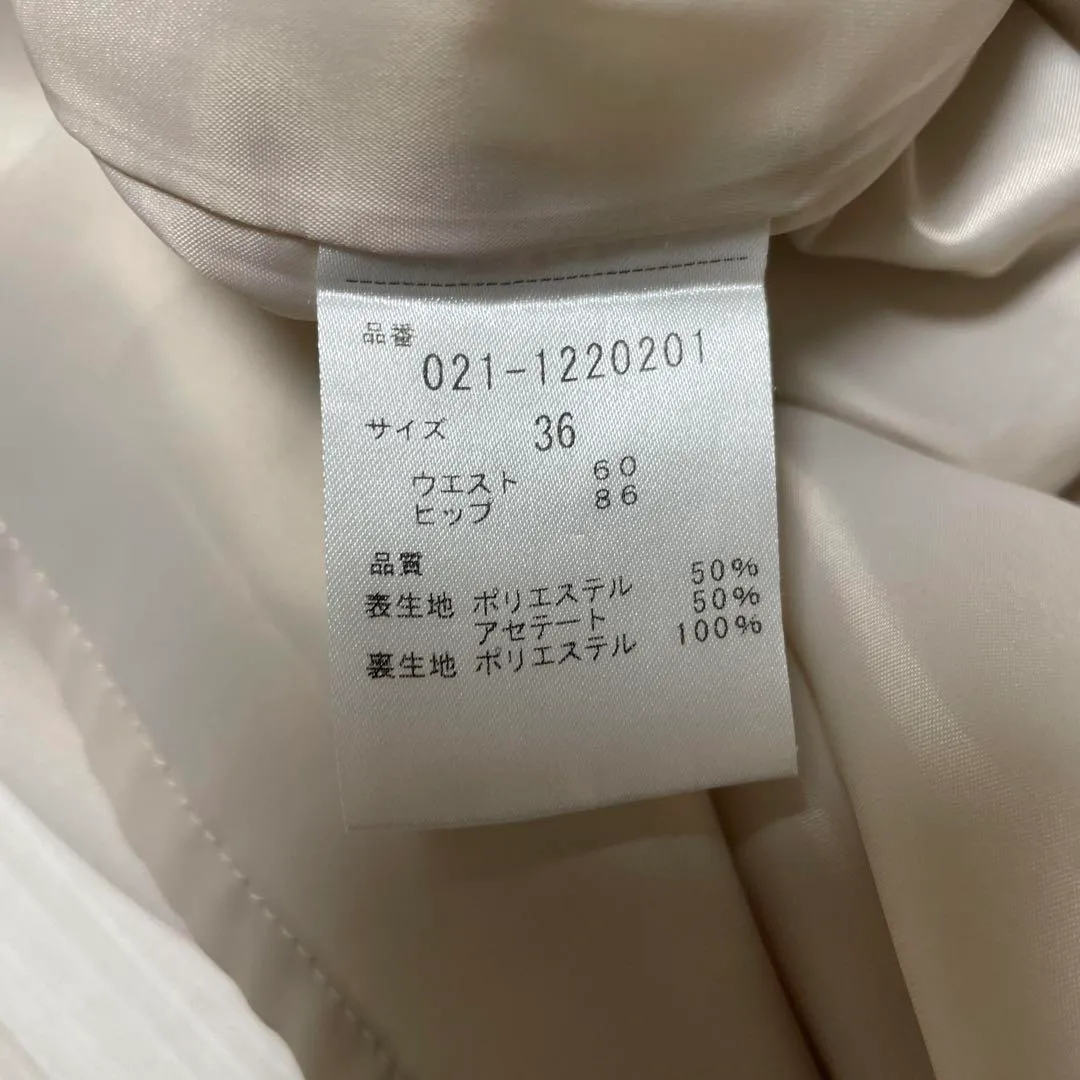 品番
021-1220201
サイズ 36
ウエスト 60
ヒップ 86
品質
表生地 ポリエステル 50%
アセテート 50%
裏生地 ポリエステル 100%